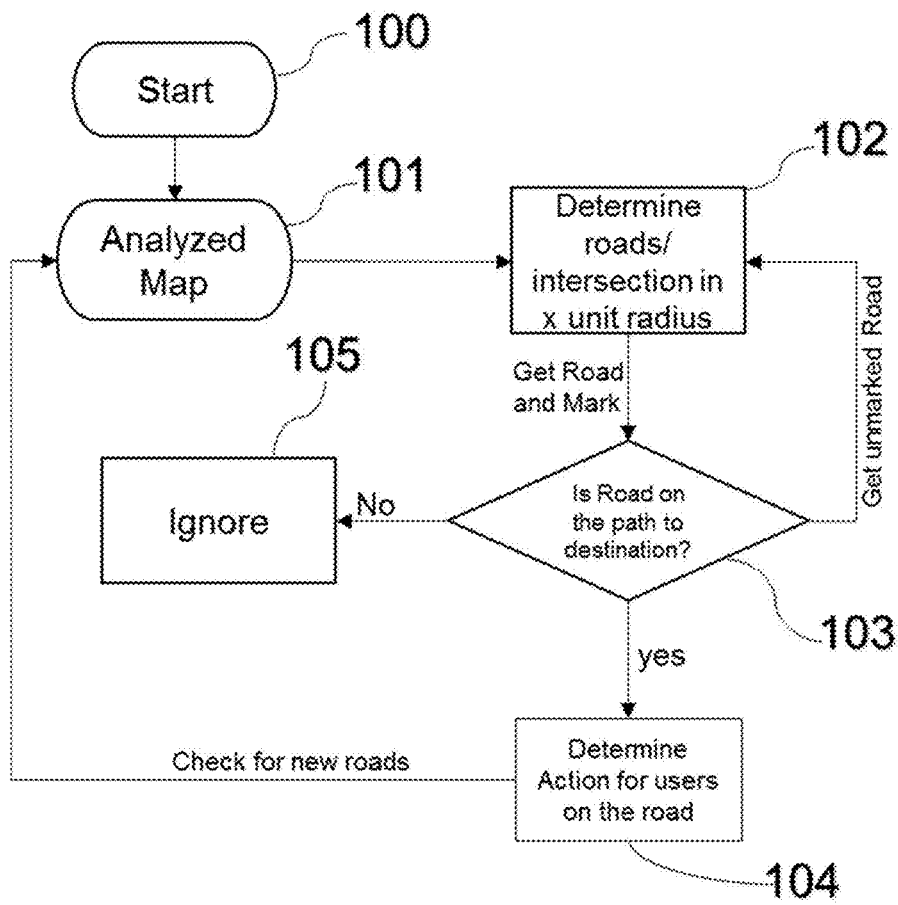 100
Start
101
Analyzed
Map
102
Determine
roads/
intersection in
x unit radius
105
Get Road
and Mark
Get unmarked Road
Ignore
No
Is Road on
the path to
destination?
103
yes
Check for new roads
Determine
Action for users
on the road
104